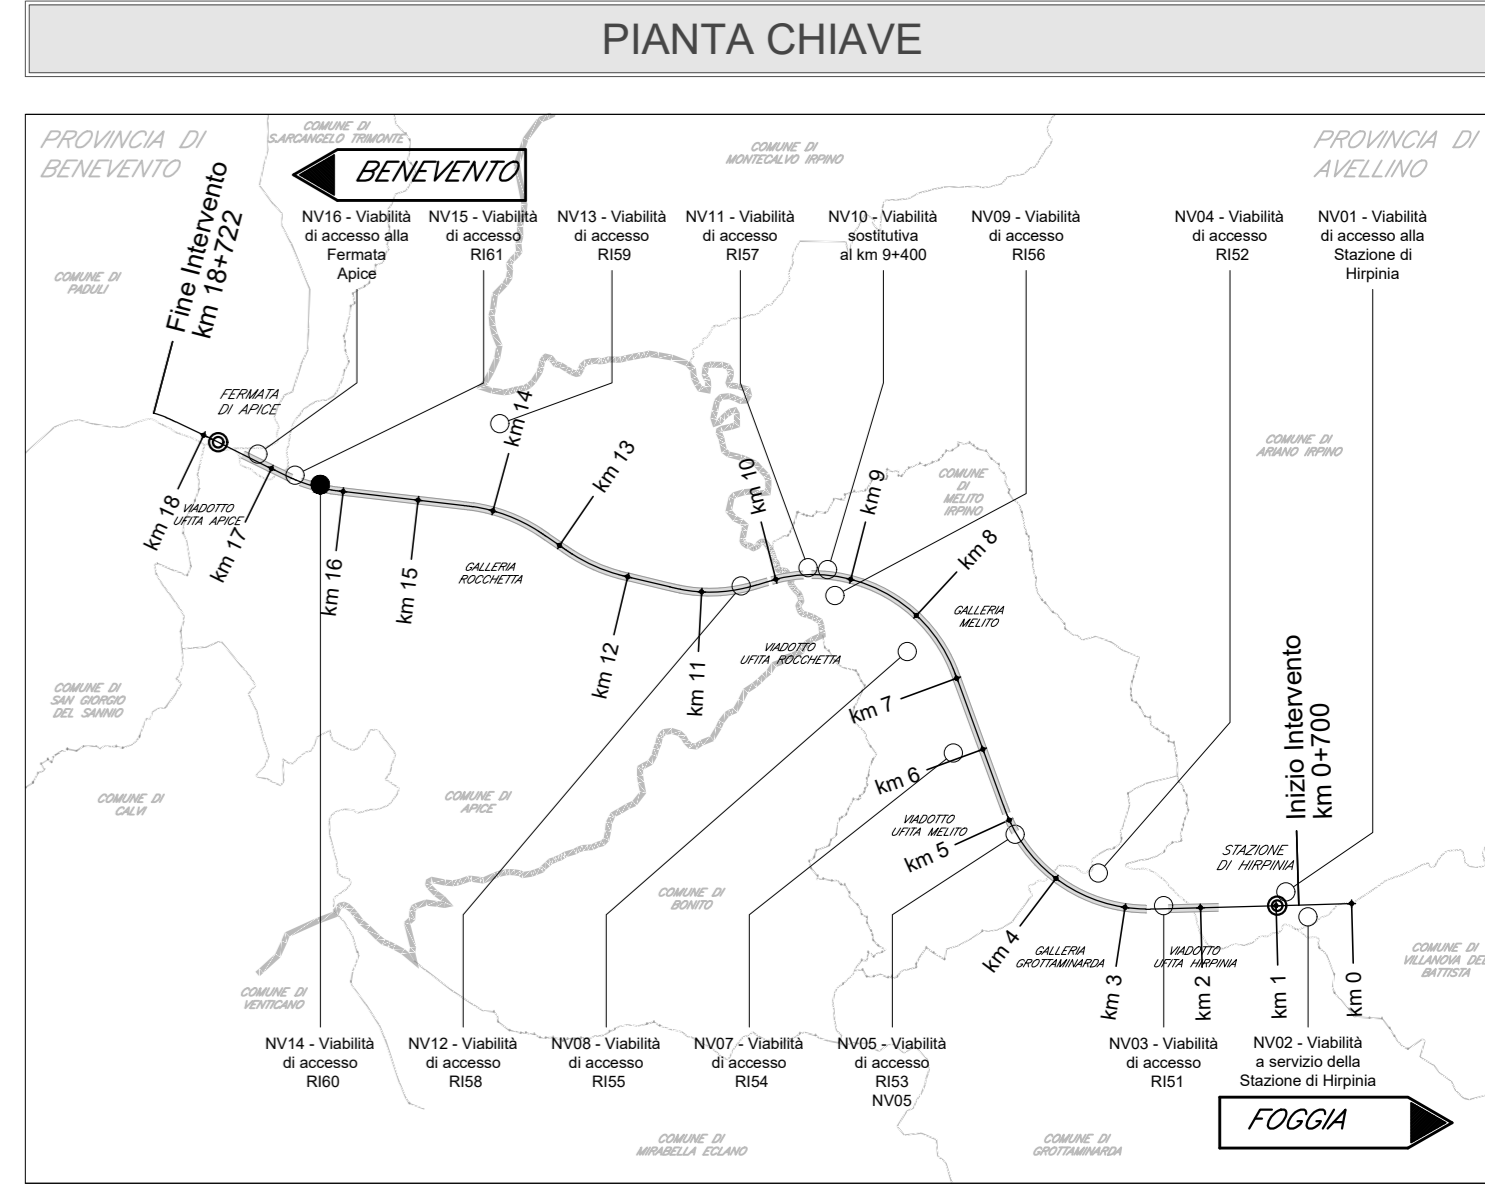 PIANTA CHIAVE
PROVINCIA DI
BENEVENTO
COMUNE DI
S.ARCANGELO TRIMONTE
BENEVENTO
COMUNE DI
MONTECALVO IRPINO
PROVINCIA DI
AVELLINO
Fine Intervento
km 18+722
NV16 - Viabilità
di accesso alla
Fermata
Apice
NV15 - Viabilità
di accesso
RI61
NV13 - Viabilità
di accesso
RI59
NV11 - Viabilità
di accesso
RI57
NV10 - Viabilità
sostitutiva
al km 9+400
NV09 - Viabilità
di accesso
RI56
NV04 - Viabilità
di accesso
RI52
NV01 - Viabilità
di accesso alla
Stazione di
Hirpinia
COMUNE DI
PADULI
FERMATA
DI APICE
COMUNE DI
ARIANO IRPINO
COMUNE
DI
MELITO
IRPINO
km 18
VIADOTTO
UFITA APICE
km 17
km 16
km 15
km 14
km 13
km 12
km 11
km 10
km 9
km 8
GALLERIA
ROCCHETTA
GALLERIA
MELITO
VIADOTTO
UFITA ROCCHETTA
km 7
km 6
VIADOTTO
UFITA MELITO
km 5
km 4
COMUNE DI
SAN GIORGIO
DEL SANNIO
COMUNE DI
CALVI
COMUNE DI
APICE
COMUNE DI
BONITO
COMUNE DI
VENTICANO
Inizio Intervento
km 0+700
STAZIONE
DI HIRPINIA
GALLERIA
GROTTAMINARDA
VIADOTTO
UFITA HIRPINIA
km 3
km 2
km 1
km 0
COMUNE DI
VILLANOVA DEL
BATTISTA
NV14 - Viabilità
di accesso
RI60
NV12 - Viabilità
di accesso
RI58
NV08 - Viabilità
di accesso
RI55
NV07 - Viabilità
di accesso
RI54
NV05 - Viabilità
di accesso
RI53
NV05
NV03 - Viabilità
di accesso
RI51
NV02 - Viabilità
a servizio della
Stazione di Hirpinia
FOGGIA
COMUNE DI
MIRABELLA ECLANO
COMUNE DI
GROTTAMINARDA